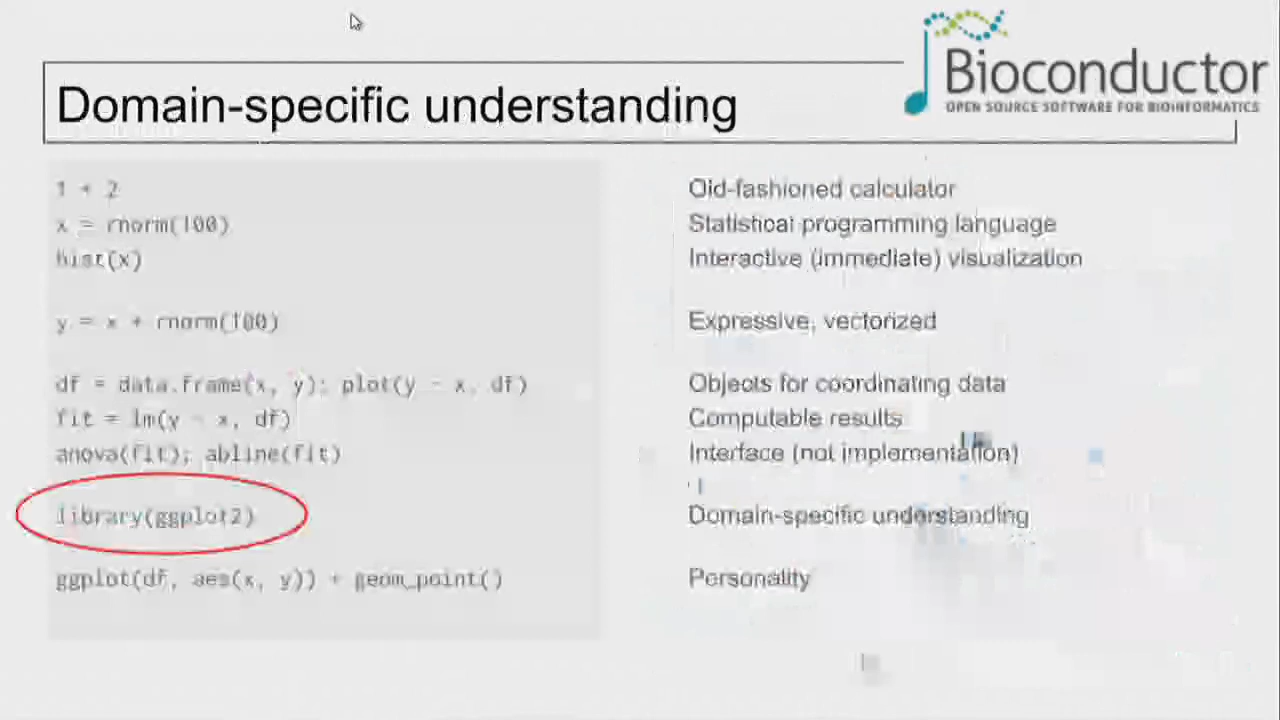 Bioconductor
OPEN SOURCE SOFTWARE FOR BIOINFORMATICS
Domain-specific understanding
1 + 2
Old-fashioned calculator
x = rnorm(100)
Statistical programming language
hist(x)
Interactive (immediate) visualization
y = x + rnorm(100)
Expressive, vectorized
df = data.frame(x, y); plot(y ~ x, df)
Objects for coordinating data
fit = lm(y ~ x, df)
Computable results
anova(fit); abline(fit)
Interface (not implementation)
library(ggplot2)
Domain-specific understanding
ggplot(df, aes(x, y)) + geom_point()
Personality